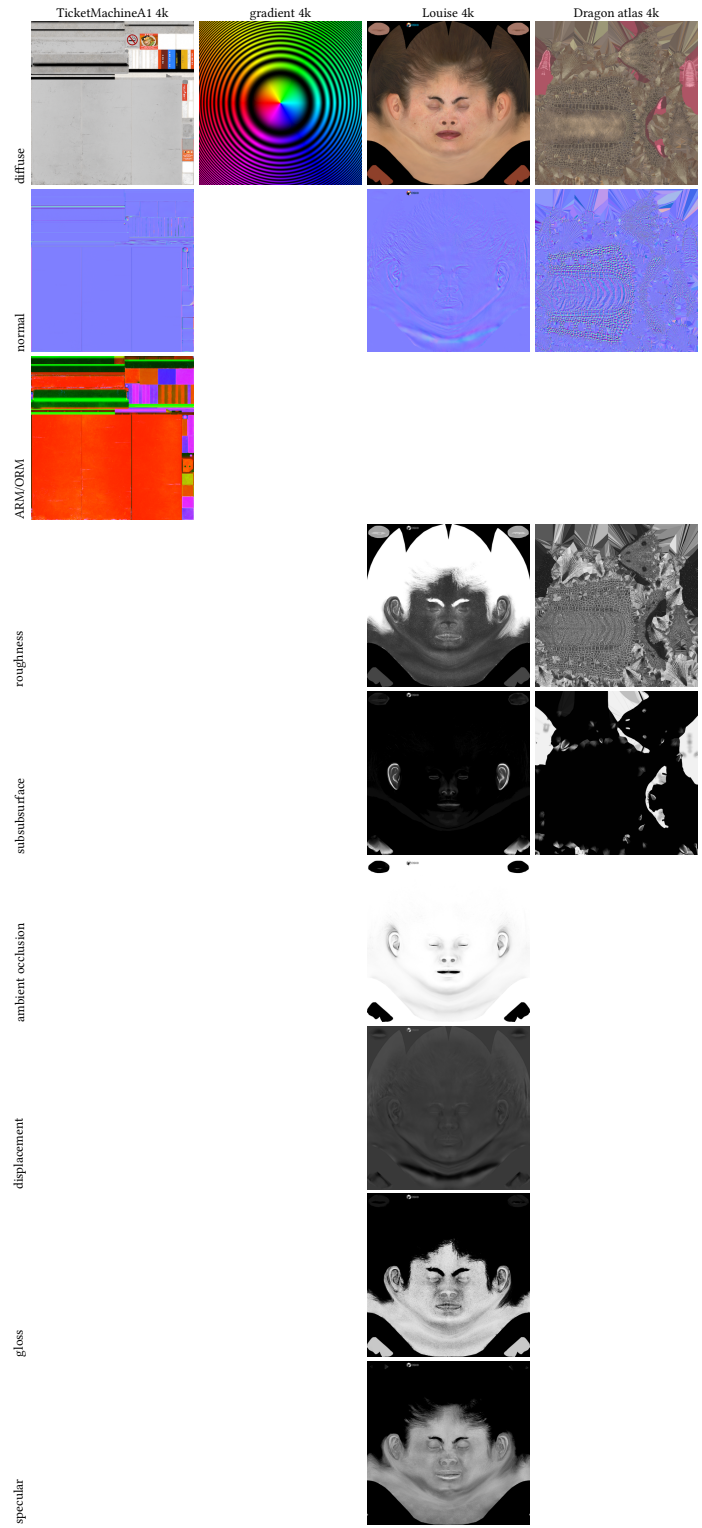 TicketMachineA1 4k
gradient 4k
Louise 4k
Dragon atlas 4k
diffuse
normal
ARM/ORM
roughness
subsubsurface
ambient occlusion
displacement
gloss
specular